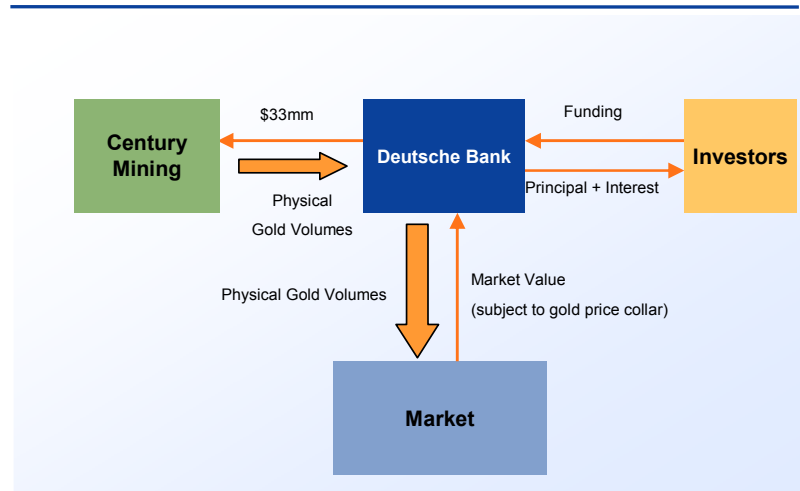 $33mm
Funding
Century
Mining
Deutsche Bank
Investors
Principal + Interest
Physical
Gold Volumes
Physical Gold Volumes
Market Value
(subject to gold price collar)
Market